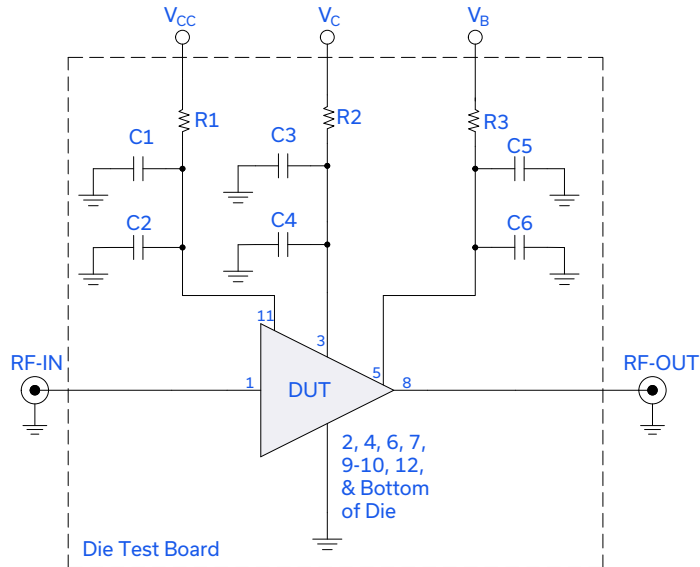 VCC
VC
VB
R1
R2
R3
C1
C3
C5
C2
C4
C6
11
3
5
RF-IN
1
DUT
8
RF-OUT
2, 4, 6, 7,
9-10, 12,
& Bottom
of Die
Die Test Board